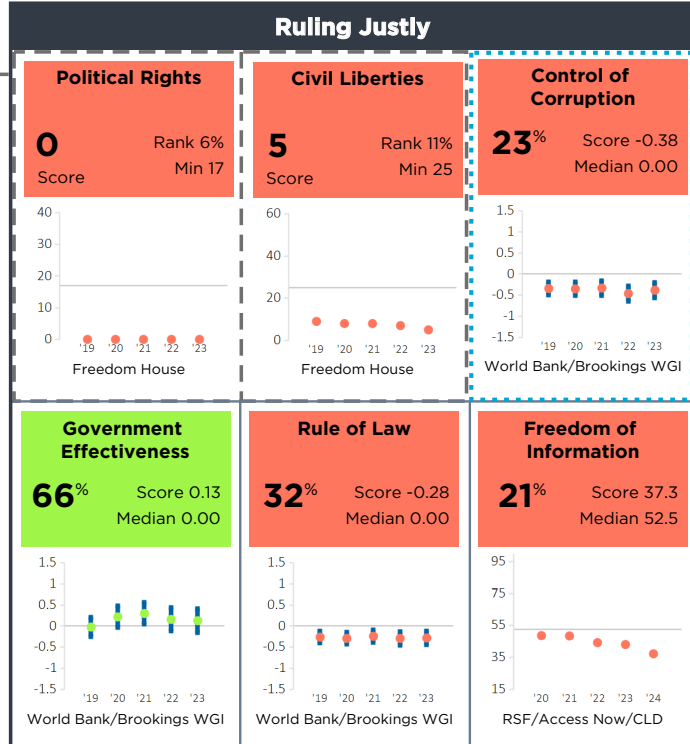 Ruling Justly
Political Rights
0
Score
Rank 6%
Min 17
40
30
20
10
0
'19 '20 '21 '22 '23
Freedom House
Civil Liberties
5
Score
Rank 11%
Min 25
60
40
20
0
'19 '20 '21 '22 '23
Freedom House
Control of
Corruption
23%
Score -0.38
Median 0.00
1.5
1
0.5
0
-0.5
-1
-1.5
'19 '20 '21 '22 '23
World Bank/Brookings WGI
Government
Effectiveness
66%
Score 0.13
Median 0.00
1.5
1
0.5
0
-0.5
-1
-1.5
'19 '20 '21 '22 '23
World Bank/Brookings WGI
Rule of Law
32%
Score -0.28
Median 0.00
1.5
1
0.5
0
-0.5
-1
-1.5
'19 '20 '21 '22 '23
World Bank/Brookings WGI
Freedom of
Information
21%
Score 37.3
Median 52.5
95
75
55
35
15
'20 '21 '22 '23 '24
RSF/Access Now/CLD